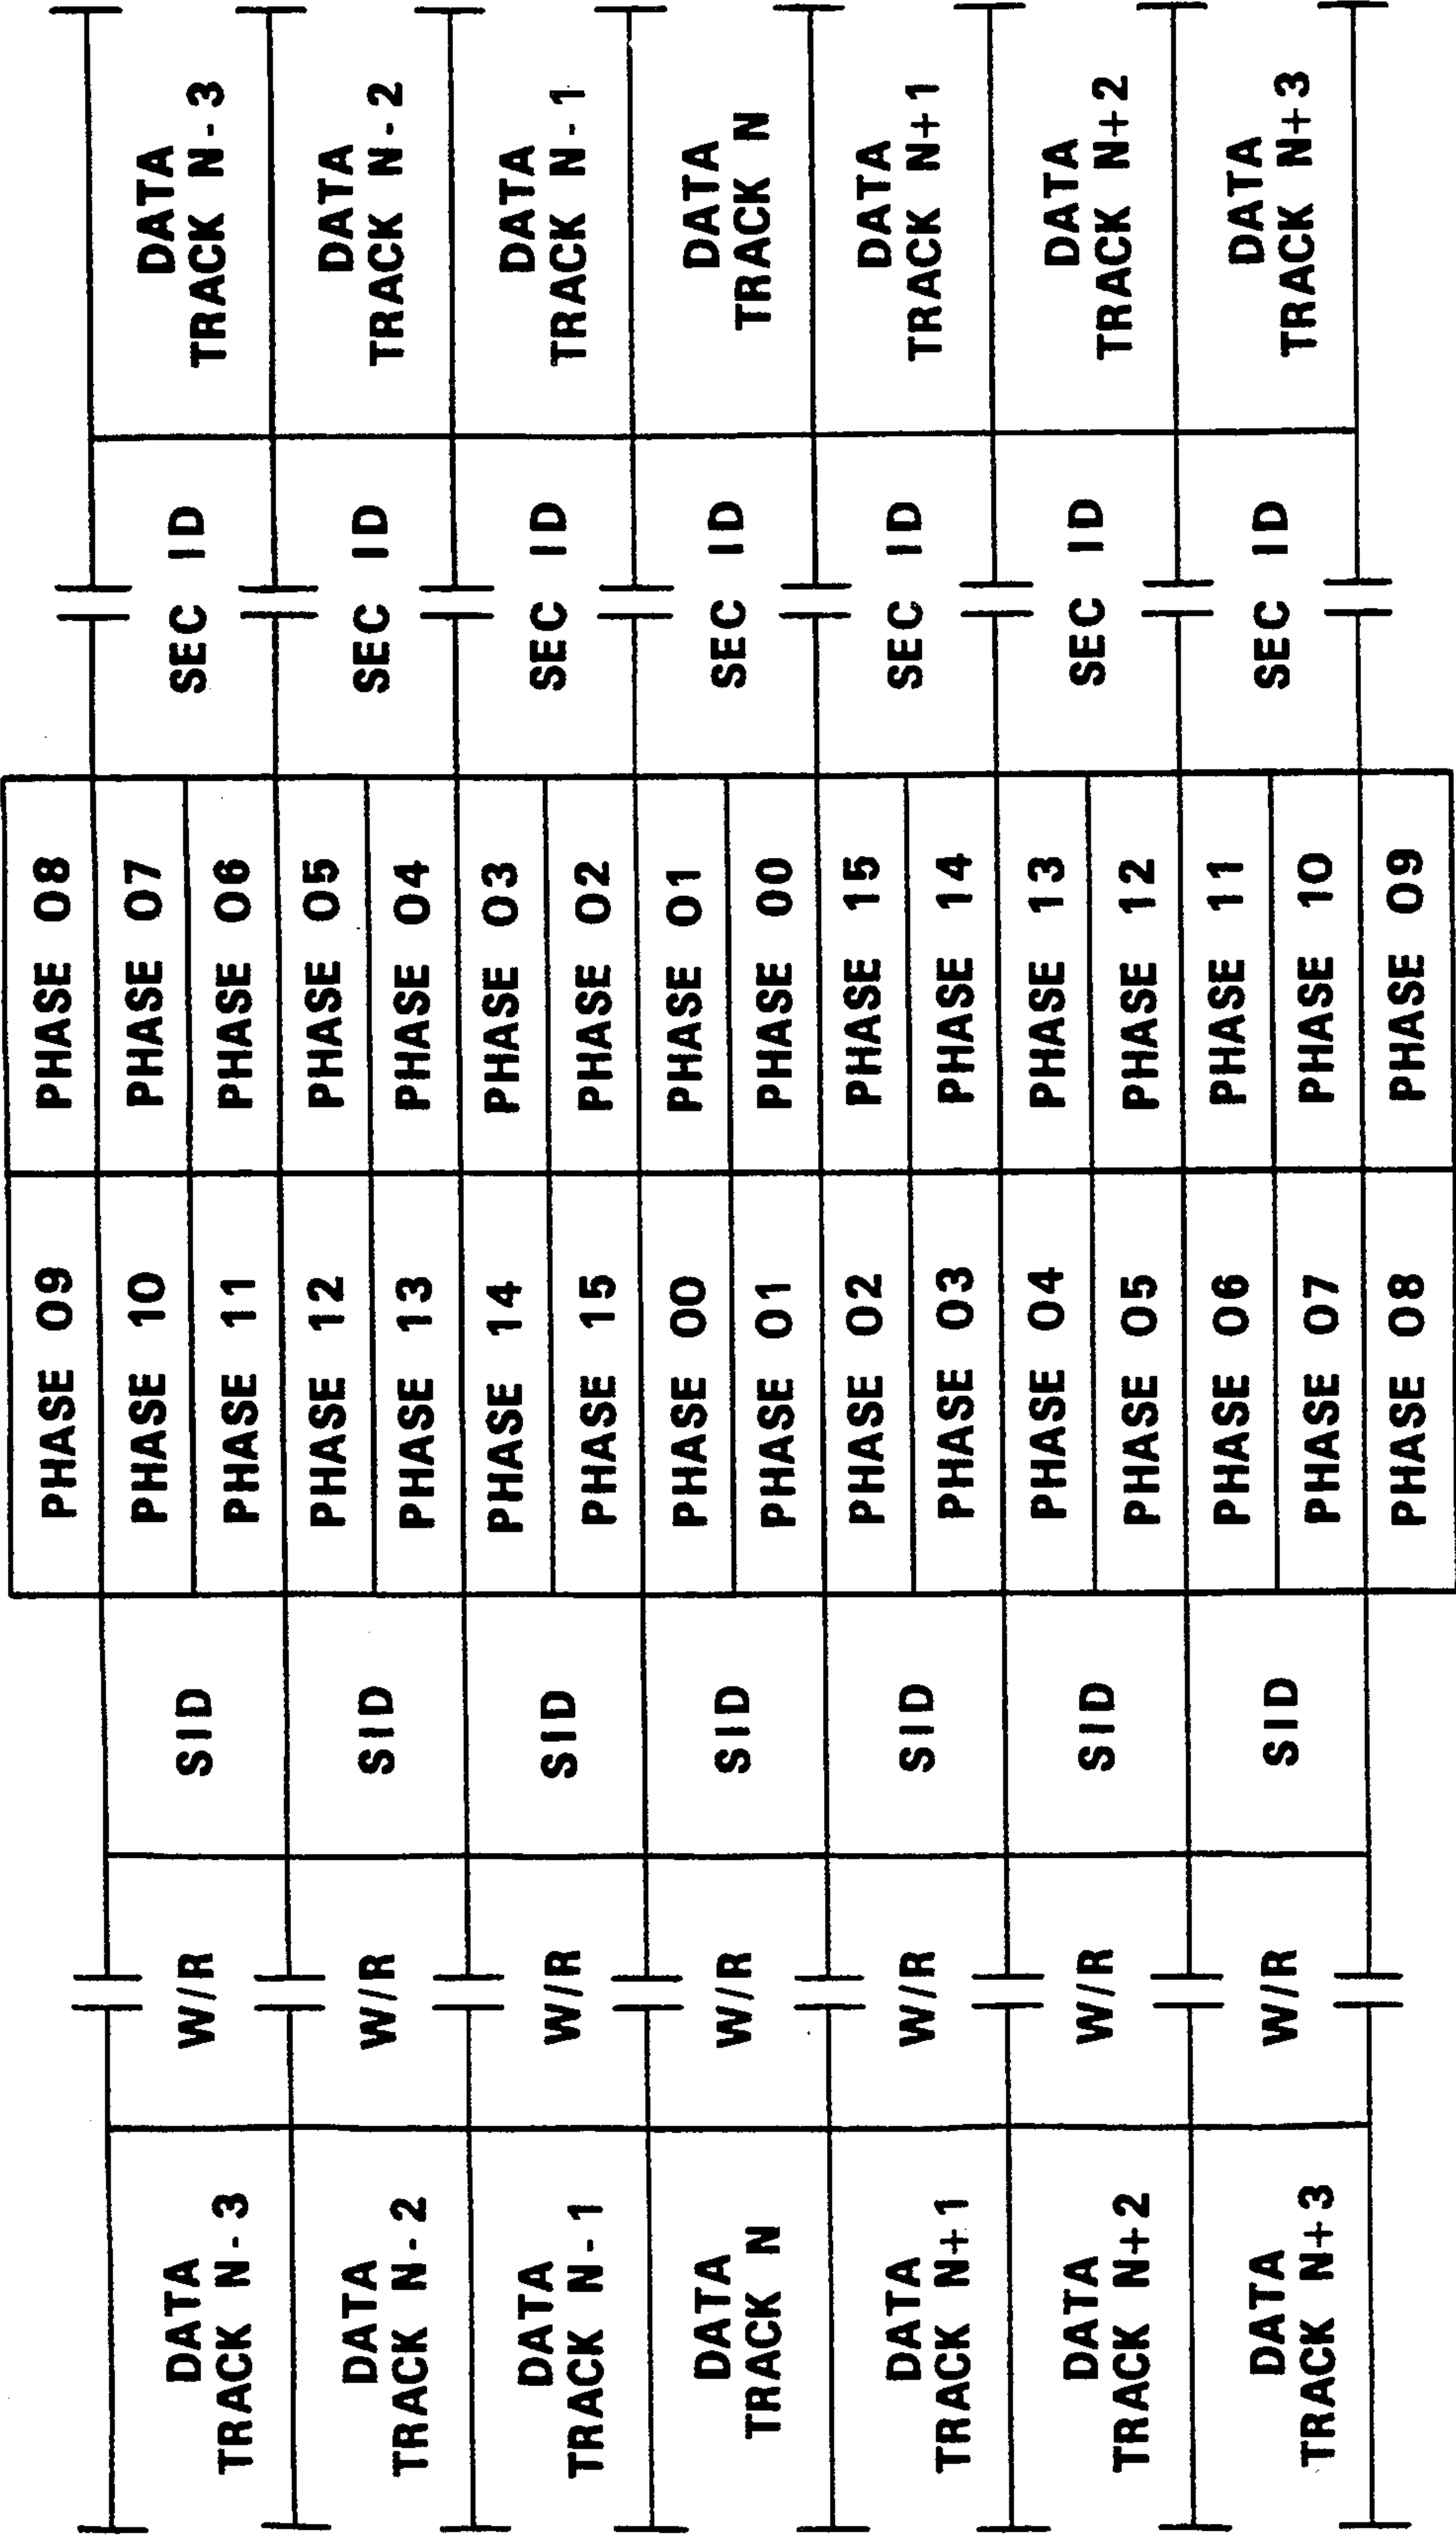 DATA
TRACK N-3
DATA
TRACK N-2
DATA
TRACK N-1
DATA
TRACK N
DATA
TRACK N+1
DATA
TRACK N+2
DATA
TRACK N+3
W/R
W/R
W/R
W/R
W/R
W/R
W/R
SID
SID
SID
SID
SID
SID
SID
PHASE 09
PHASE 10
PHASE 11
PHASE 12
PHASE 13
PHASE 14
PHASE 15
PHASE 00
PHASE 01
PHASE 02
PHASE 03
PHASE 04
PHASE 05
PHASE 06
PHASE 07
PHASE 08
PHASE 08
PHASE 07
PHASE 06
PHASE 05
PHASE 04
PHASE 03
PHASE 02
PHASE 01
PHASE 00
PHASE 15
PHASE 14
PHASE 13
PHASE 12
PHASE 11
PHASE 10
PHASE 09
SEC ID
SEC ID
SEC ID
SEC ID
SEC ID
SEC ID
SEC ID
DATA
TRACK N-3
DATA
TRACK N-2
DATA
TRACK N-1
DATA
TRACK N
DATA
TRACK N+1
DATA
TRACK N+2
DATA
TRACK N+3